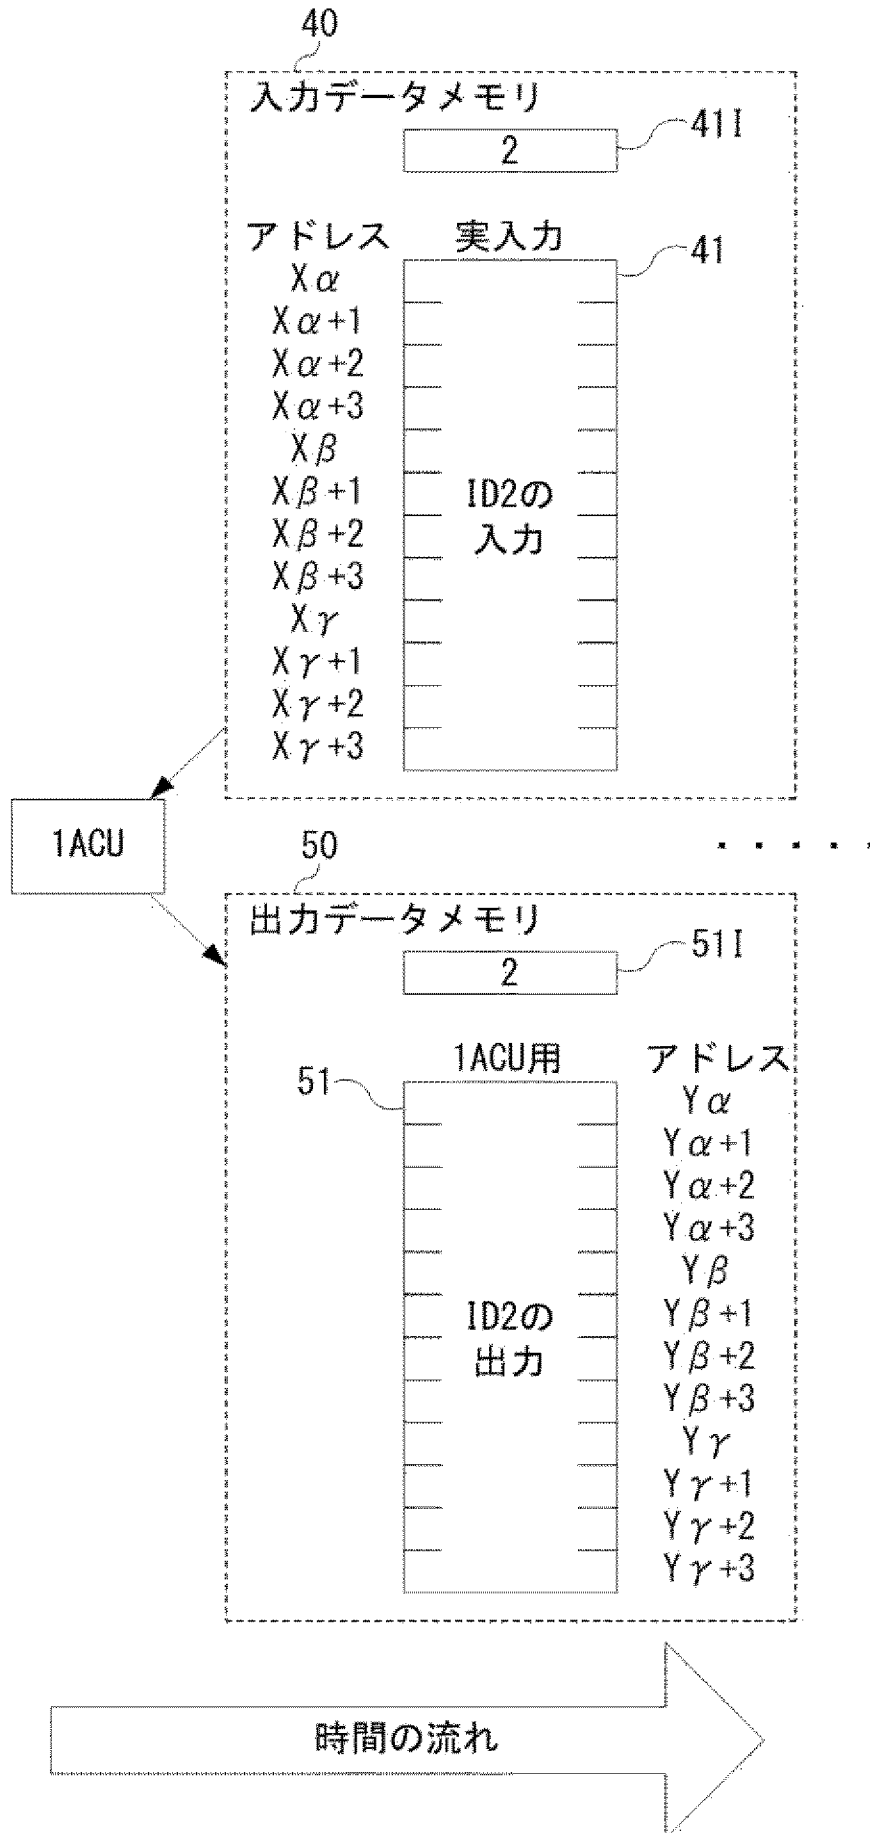 40
入力データメモリ
2
41I
アドレス 実入力
41
Xα
Xα+1
Xα+2
Xα+3
Xβ
Xβ+1
Xβ+2
Xβ+3
Xγ
Xγ+1
Xγ+2
Xγ+3
ID2の
入力
1ACU
・・・・・
50
出力データメモリ
2
51I
1ACU用 アドレス
51
Yα
Yα+1
Yα+2
Yα+3
Yβ
Yβ+1
Yβ+2
Yβ+3
Yγ
Yγ+1
Yγ+2
Yγ+3
ID2の
出力
時間の流れ